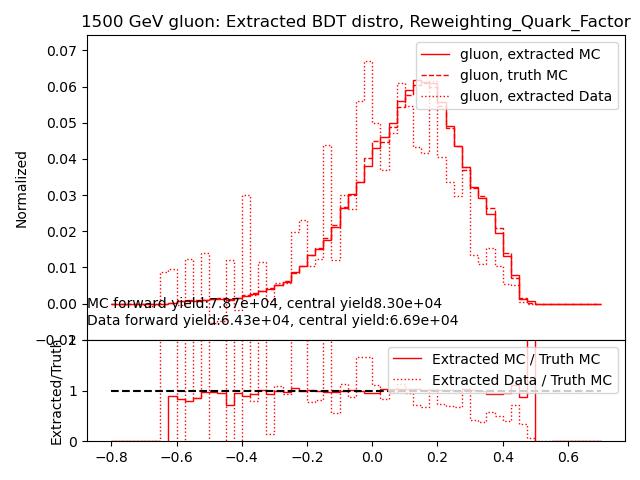 1500 GeV gluon: Extracted BDT distro, Reweighting_Quark_Factor
0.07
0.06
0.05
0.04
0.03
0.02
0.01
0.00
−0.01
Normalized
gluon, extracted MC
gluon, truth MC
gluon, extracted Data
MC forward yield:7.87e+04, central yield8.30e+04
Data forward yield:6.43e+04, central yield:6.69e+04
2
1
0
Extracted/Truth
Extracted MC / Truth MC
Extracted Data / Truth MC
−0.8 −0.6 −0.4 −0.2 0.0 0.2 0.4 0.6